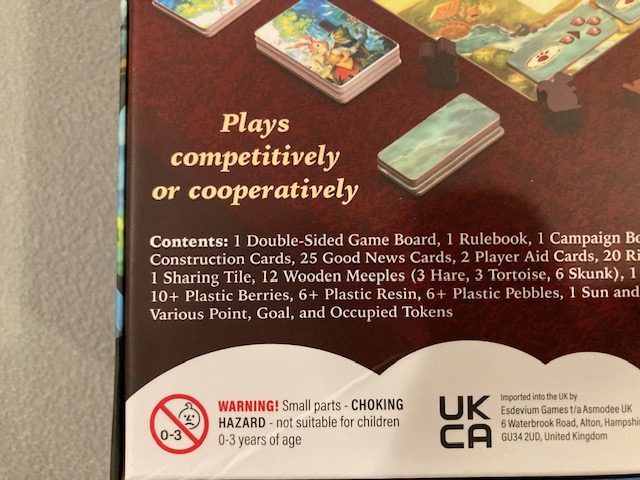 Plays
competitively
or cooperatively
Contents: 1 Double-Sided Game Board, 1 Rulebook, 1 Campaign
Construction Cards, 25 Good News Cards, 2 Player Aid Cards, 20
1 Sharing Tile, 12 Wooden Meeples (3 Hare, 3 Tortoise, 6 Skunk), 1
10+ Plastic Berries, 6+ Plastic Resin, 6+ Plastic Pebbles, 1 Sun and
Various Point, Goal, and Occupied Tokens
0-3
WARNING! Small parts - CHOKING
HAZARD - not suitable for children
0-3 years of age
UK
CA
Imported into the UK by
Esdevium Games t/a Asmodee UK
6 Waterbrook Road, Alton, Hampshi
GU34 2UD, United Kingdom